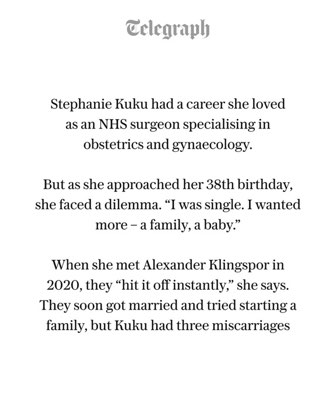 Telegraph
Stephanie Kuku had a career she loved
as an NHS surgeon specialising in
obstetrics and gynaecology.
But as she approached her 38th birthday,
she faced a dilemma. “I was single. I wanted
more – a family, a baby.”
When she met Alexander Klingspor in
2020, they “hit it off instantly,” she says.
They soon got married and tried starting a
family, but Kuku had three miscarriages